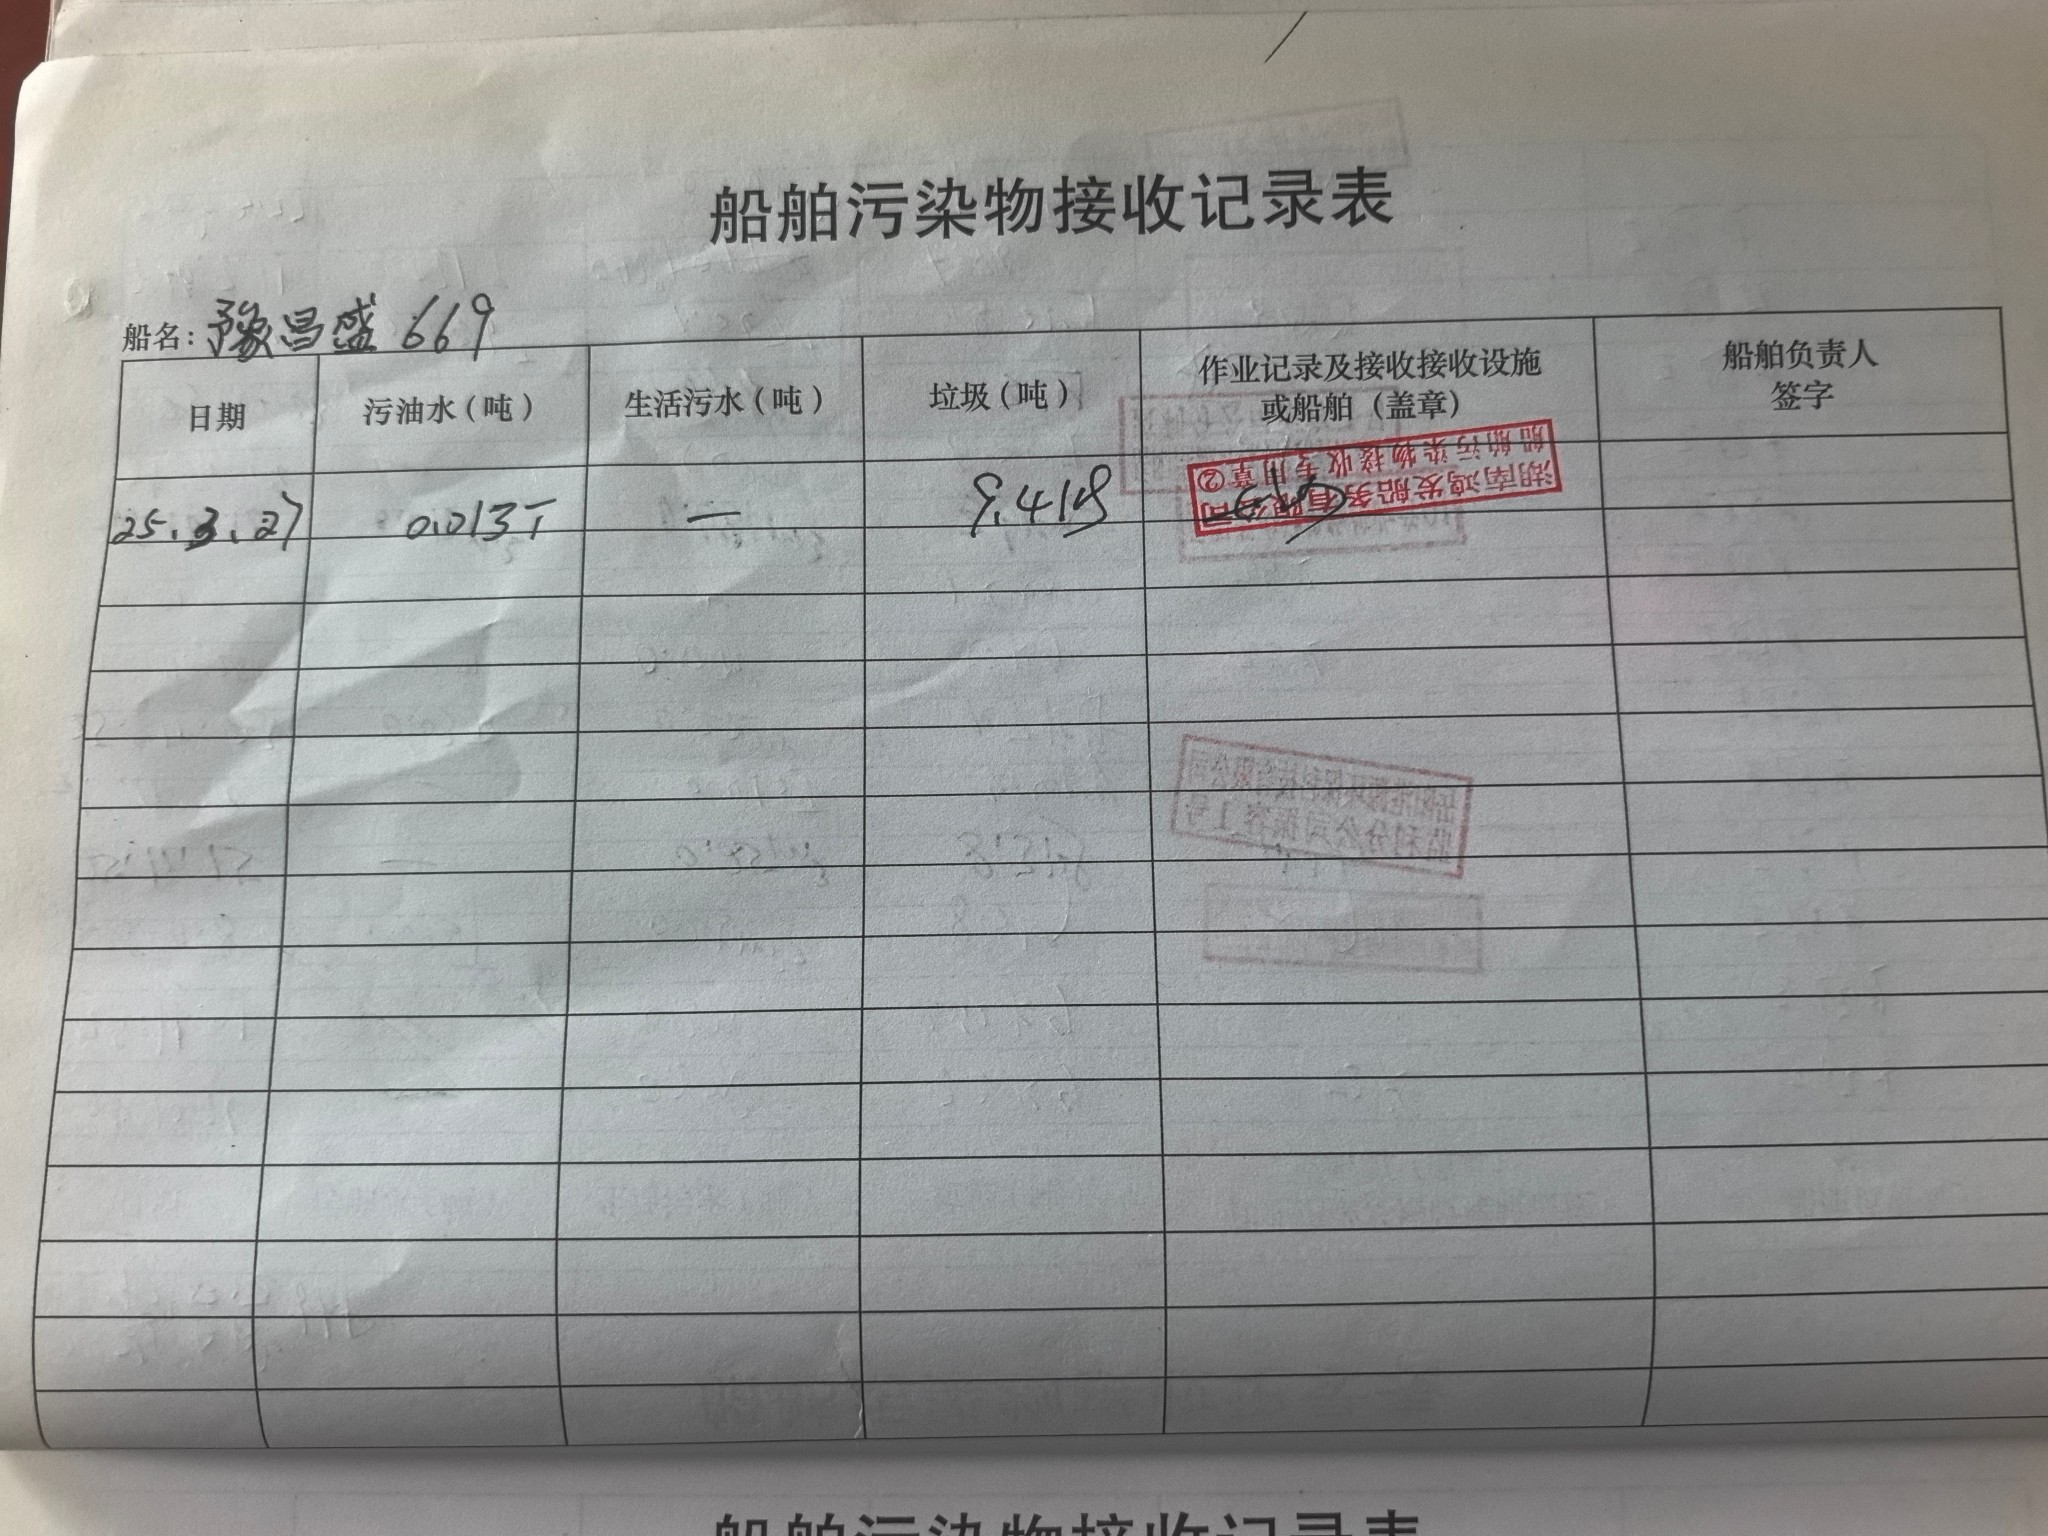 船舶污染物接收记录表
船名: 豫昌盛 669
日期
污油水(吨)
生活污水(吨)
垃圾(吨)
作业记录及接收接收设施
或船舶(盖章)
船舶负责人
签字
25.3.27
0.013T
—
湖南鸿发船务有限公司
船舶污染物接收专用章②
船舶污染物接收记录表